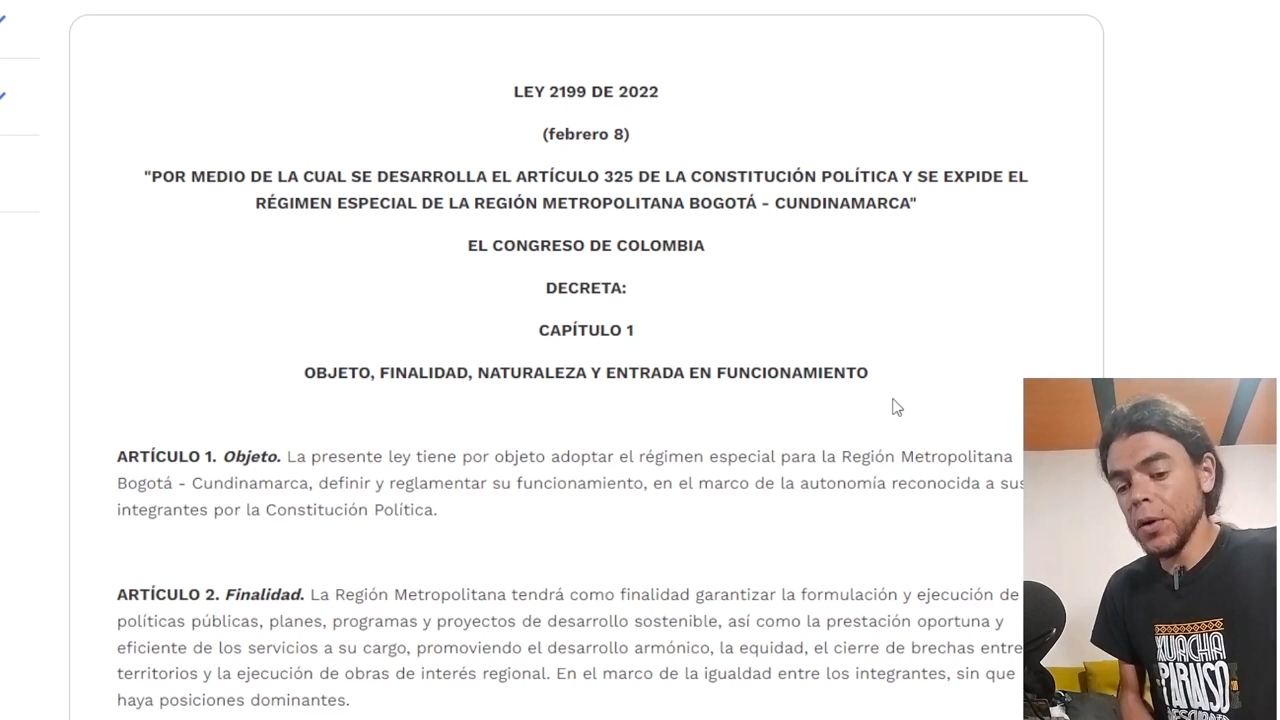 LEY 2199 DE 2022
(febrero 8)
"POR MEDIO DE LA CUAL SE DESARROLLA EL ARTÍCULO 325 DE LA CONSTITUCIÓN POLÍTICA Y SE EXPIDE EL
RÉGIMEN ESPECIAL DE LA REGIÓN METROPOLITANA BOGOTÁ - CUNDINAMARCA"
EL CONGRESO DE COLOMBIA
DECRETA:
CAPÍTULO 1
OBJETO, FINALIDAD, NATURALEZA Y ENTRADA EN FUNCIONAMIENTO
ARTÍCULO 1. Objeto. La presente ley tiene por objeto adoptar el régimen especial para la Región Metropolitana
Bogotá - Cundinamarca, definir y reglamentar su funcionamiento, en el marco de la autonomía reconocida a sus
integrantes por la Constitución Política.
ARTÍCULO 2. Finalidad. La Región Metropolitana tendrá como finalidad garantizar la formulación y ejecución de
políticas públicas, planes, programas y proyectos de desarrollo sostenible, así como la prestación oportuna y
eficiente de los servicios a su cargo, promoviendo el desarrollo armónico, la equidad, el cierre de brechas entre
territorios y la ejecución de obras de interés regional. En el marco de la igualdad entre los integrantes, sin que
haya posiciones dominantes.
XUACHA
PARAISO